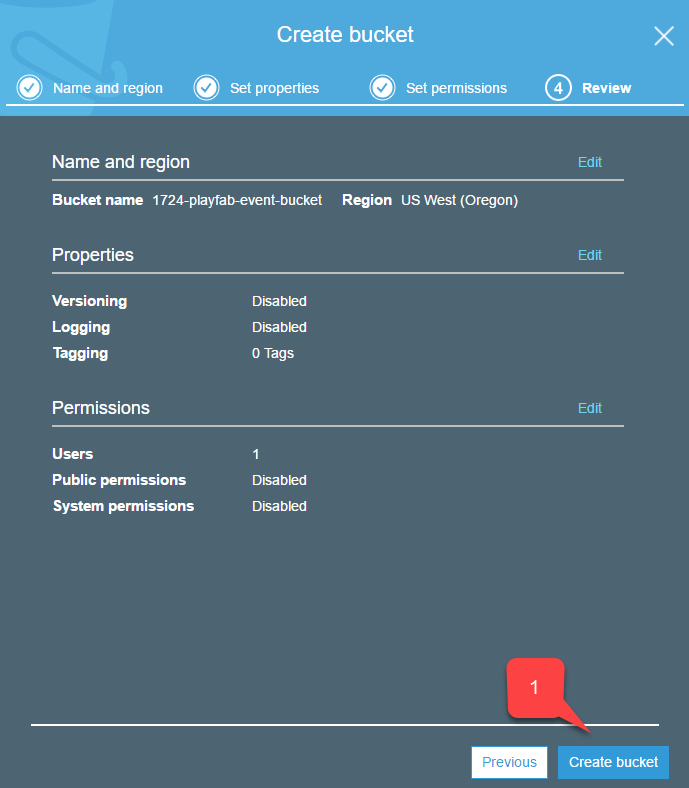 Create bucket
Name and region Set properties Set permissions 4 Review
Name and region Edit
Bucket name 1724-playfab-event-bucket Region US West (Oregon)
Properties Edit
Versioning Disabled
Logging Disabled
Tagging 0 Tags
Permissions Edit
Users 1
Public permissions Disabled
System permissions Disabled
1
Previous Create bucket